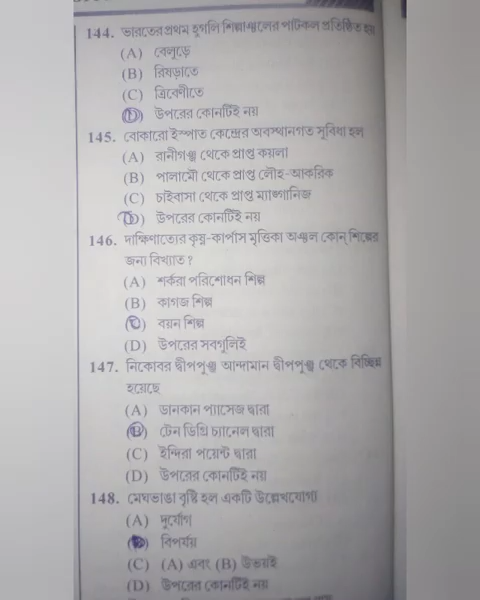 144. ভারতের প্রথম হুগলি শিল্পাঞ্চলের পাটকল প্রতিষ্ঠিত হয়
(A) বেলুড়ে
(B) রিষড়াতে
(C) ত্রিবেণীতে
(D) উপরের কোনটিই নয়
145. বোকারো ইস্পাত কেন্দ্রের অবস্থানগত সুবিধা হল
(A) রানীগঞ্জ থেকে প্রাপ্ত কয়লা
(B) পালামৌ থেকে প্রাপ্ত লৌহ-আকরিক
(C) চাইবাসা থেকে প্রাপ্ত ম্যাঙ্গানিজ
(D) উপরের কোনটিই নয়
146. দাক্ষিণাত্যের কৃষ্ণ-কার্পাস মৃত্তিকা অঞ্চল কোন্ শিল্পের
জন্য বিখ্যাত ?
(A) শর্করা পরিশোধন শিল্প
(B) কাগজ শিল্প
(C) বয়ন শিল্প
(D) উপরের সবগুলিই
147. নিকোবর দ্বীপপুঞ্জ আন্দামান দ্বীপপুঞ্জ থেকে বিচ্ছিন্ন
হয়েছে
(A) ডানকান প্যাসেজ দ্বারা
(B) টেন ডিগ্রি চ্যানেল দ্বারা
(C) ইন্দিরা পয়েন্ট দ্বারা
(D) উপরের কোনটিই নয়
148. মেঘভাঙা বৃষ্টি হল একটি উল্লেখযোগ্য
(A) দুর্যোগ
(B) বিপর্যয়
(C) (A) এবং (B) উভয়ই
(D) উপরের কোনটিই নয়